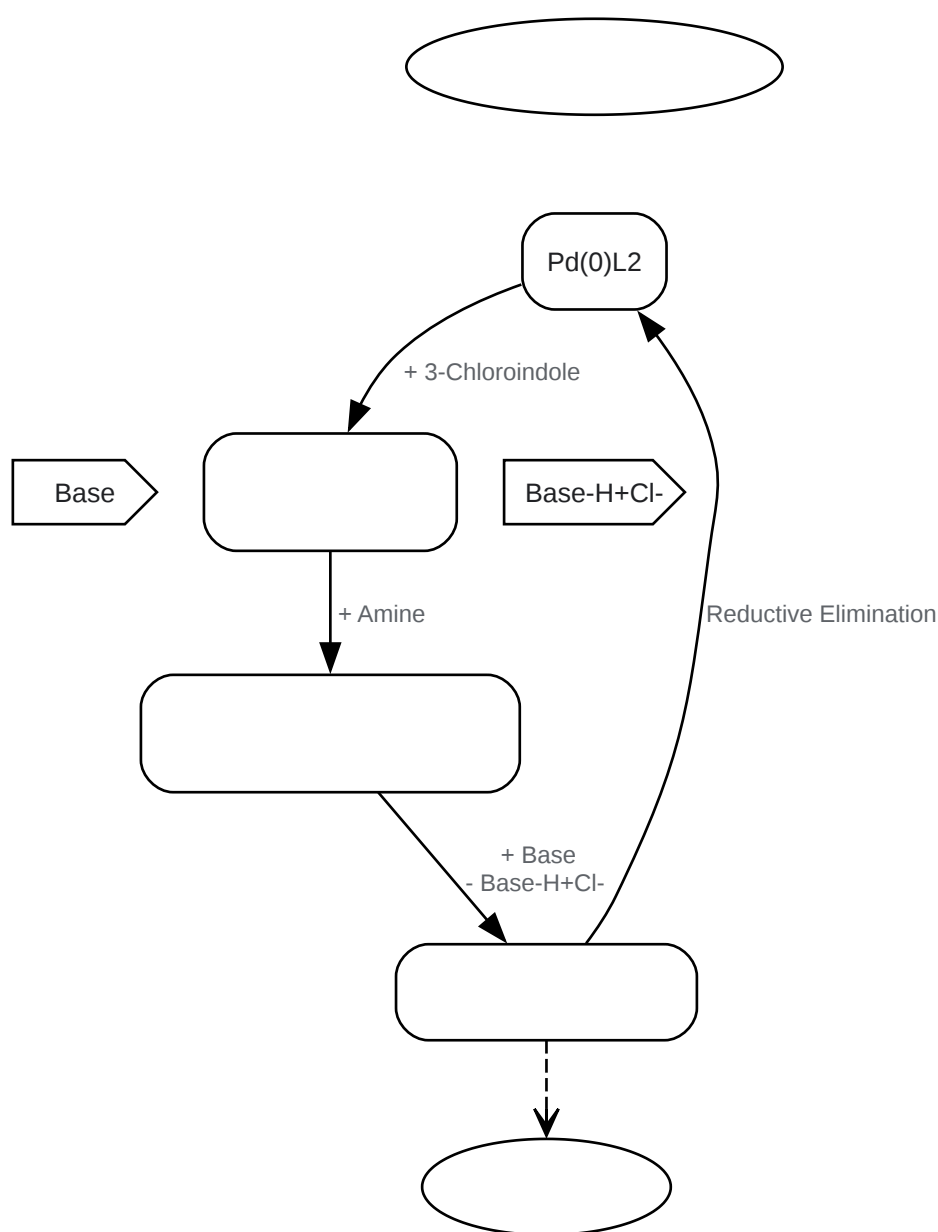 Pd(0)L2
+ 3-Chloroindole
Base
Base-H+Cl-
+ Amine
Reductive Elimination
+ Base
- Base-H+Cl-